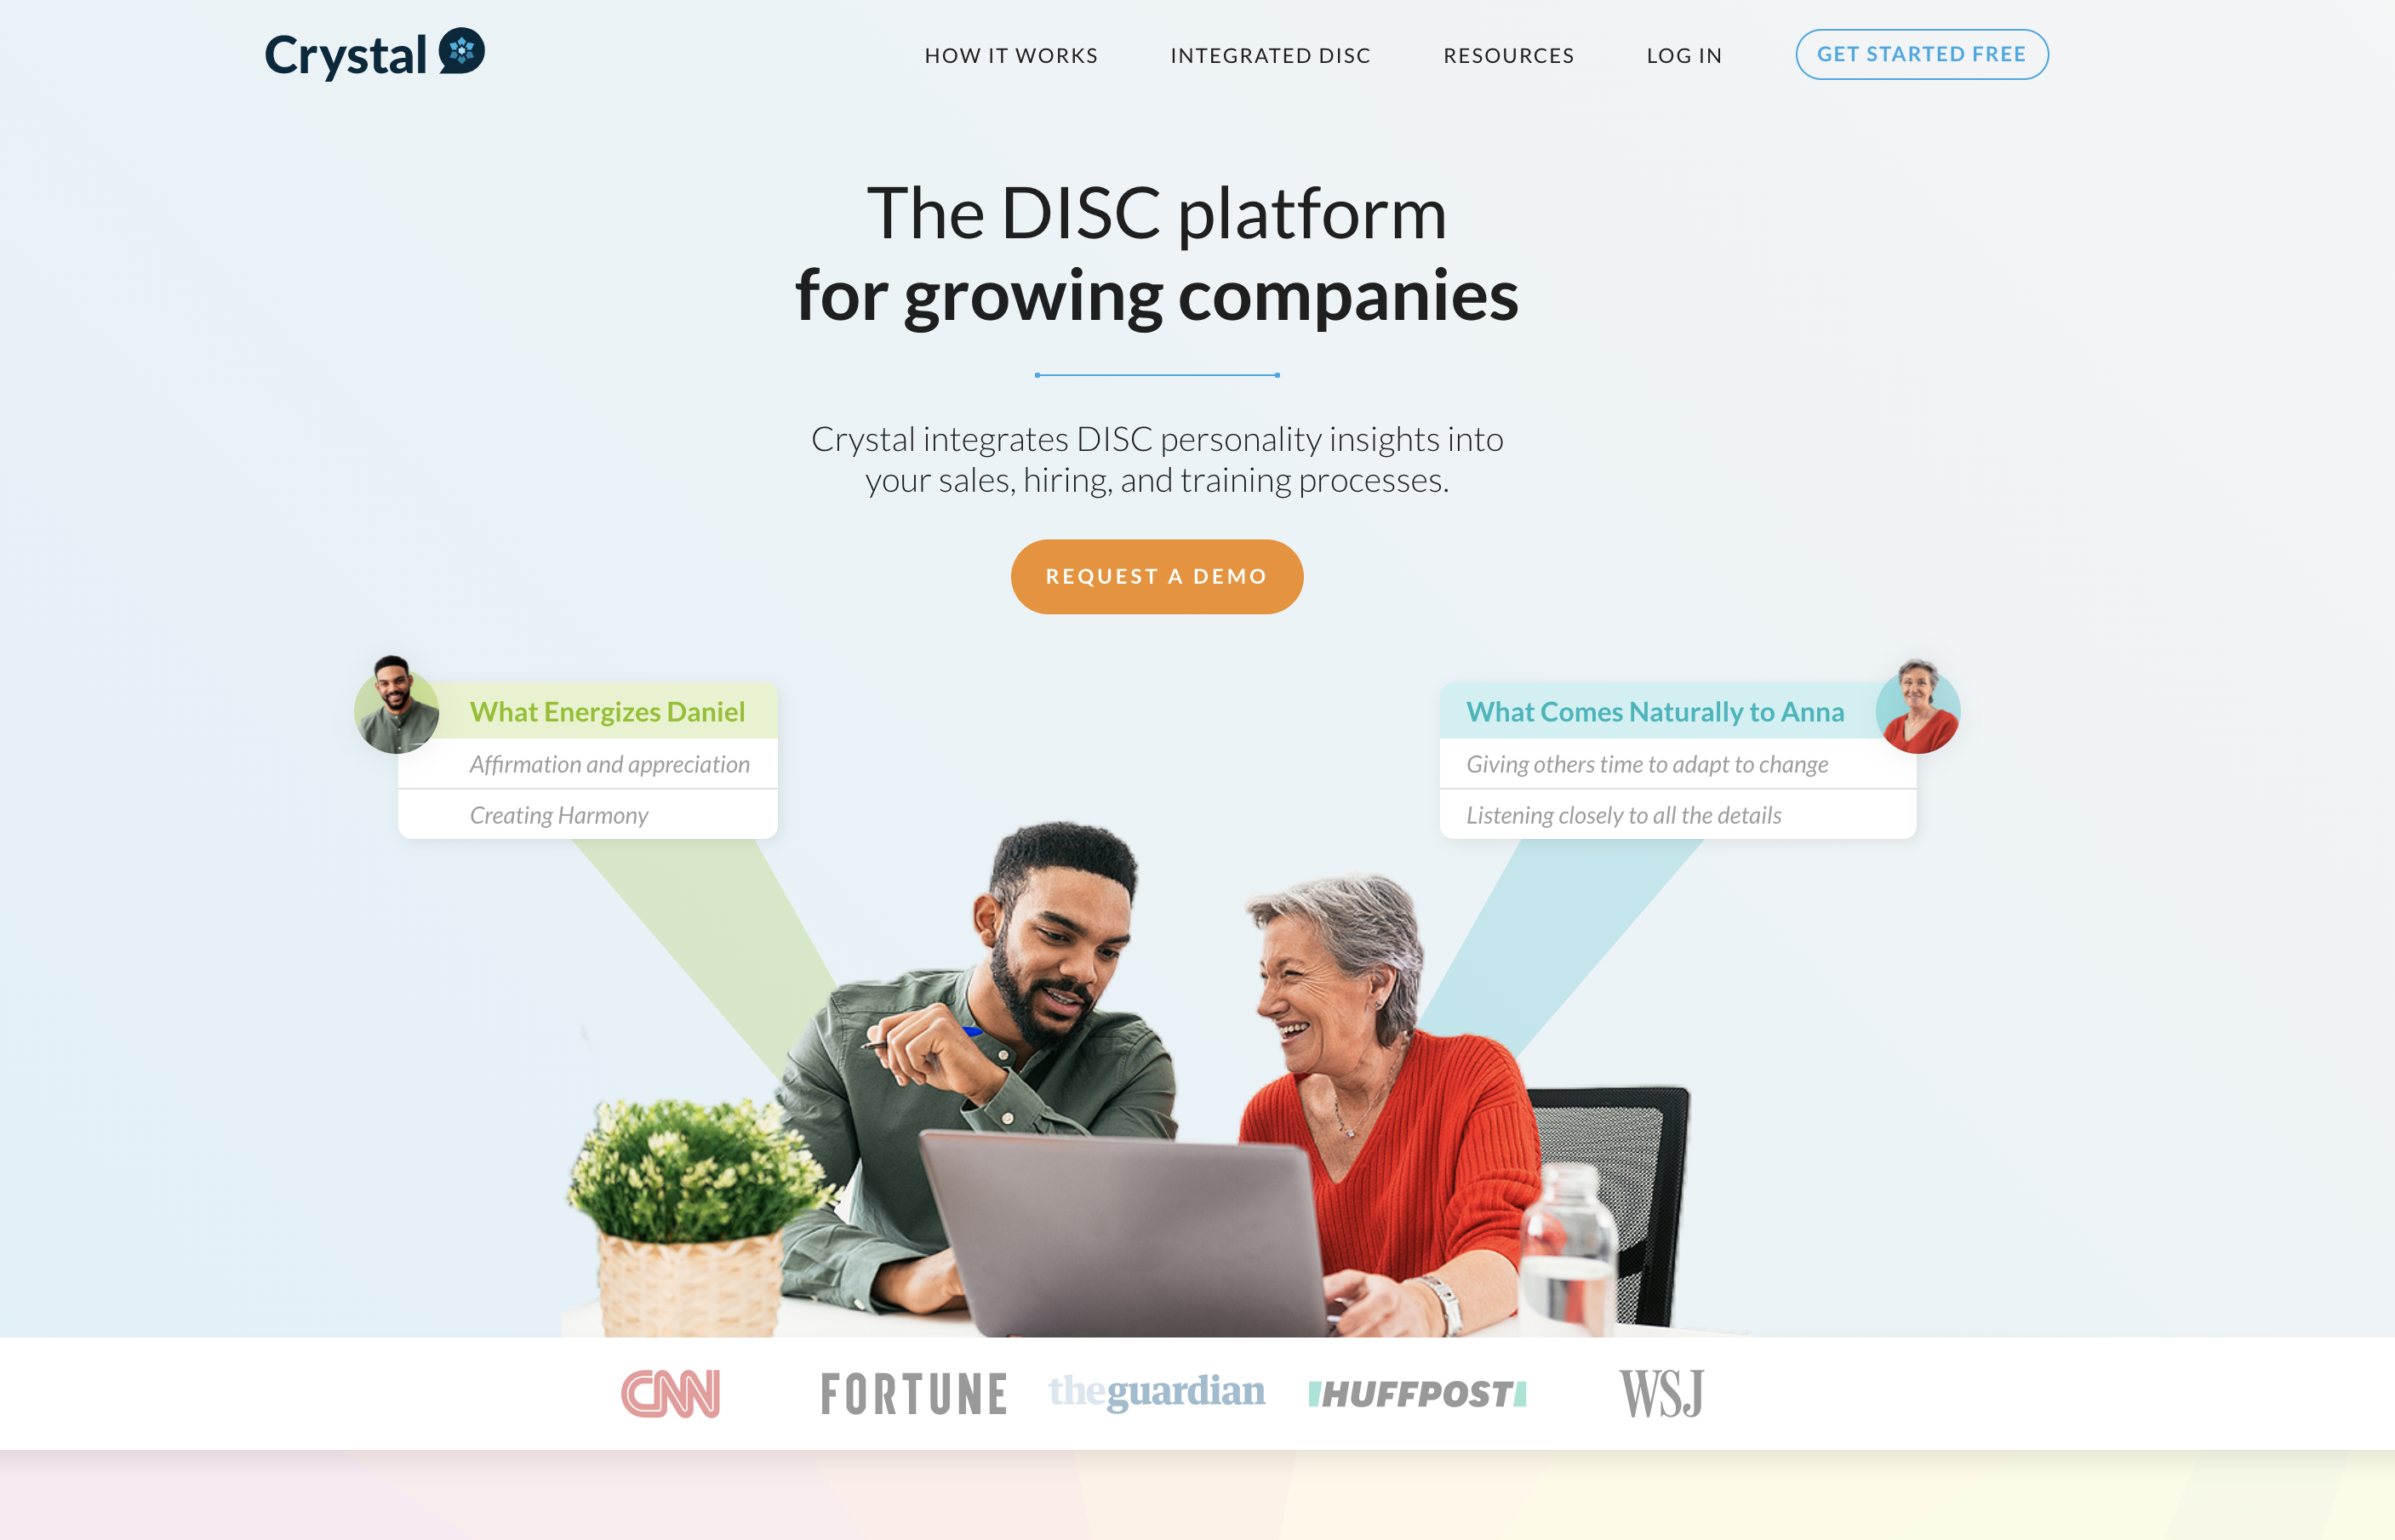 Crystal
HOW IT WORKS
INTEGRATED DISC
RESOURCES
LOG IN
GET STARTED FREE
The DISC platform
for growing companies
Crystal integrates DISC personality insights into
your sales, hiring, and training processes.
REQUEST A DEMO
What Energizes Daniel
Affirmation and appreciation
Creating Harmony
What Comes Naturally to Anna
Giving others time to adapt to change
Listening closely to all the details
CNN
FORTUNE
theguardian
HUFFPOST
WSJ